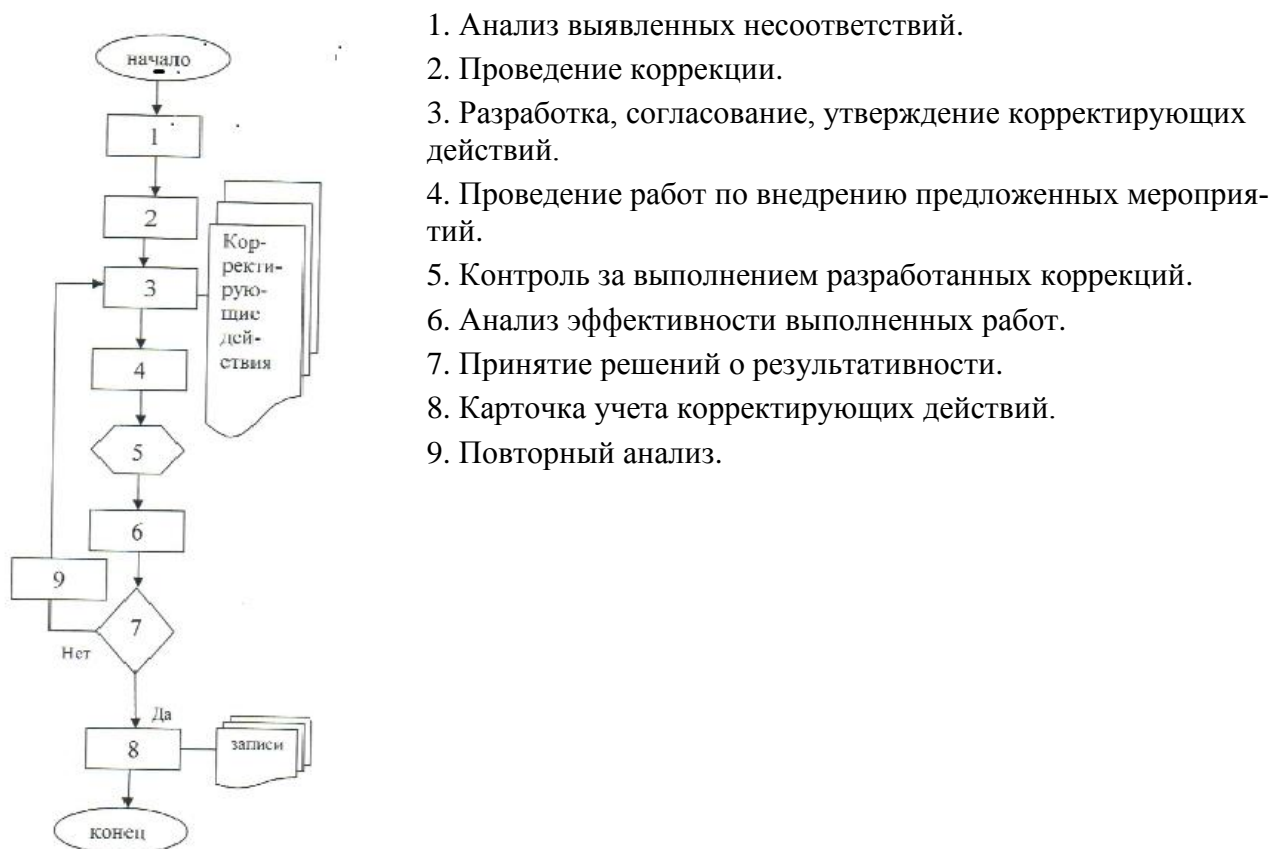 начало
1
2
3
Кор-
ректи-
рую-
щие
дей-
ствия
4
5
6
9
7
Нет
Да
8
записи
конец
1. Анализ выявленных несоответствий.
2. Проведение коррекции.
3. Разработка, согласование, утверждение корректирующих
действий.
4. Проведение работ по внедрению предложенных мероприя-
тий.
5. Контроль за выполнением разработанных коррекций.
6. Анализ эффективности выполненных работ.
7. Принятие решений о результативности.
8. Карточка учета корректирующих действий.
9. Повторный анализ.